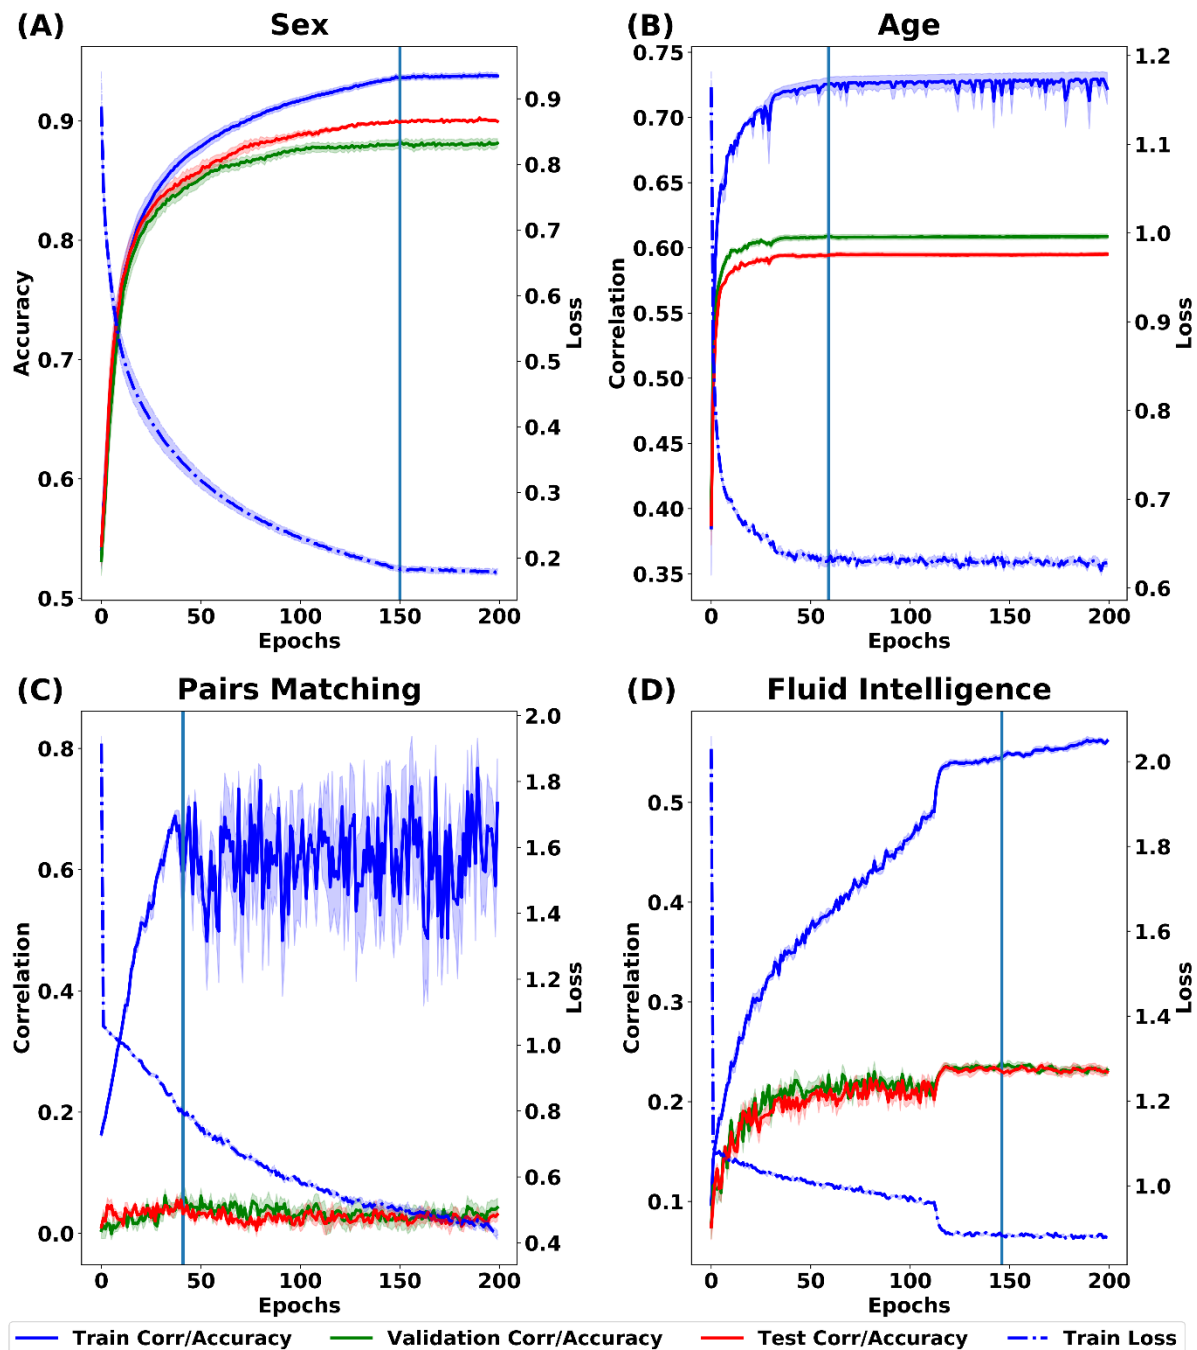 (A) Sex
0.9
0.8
0.7
0.6
0.5
Accuracy
0.9
0.8
0.7
0.6
0.5
0.4
0.3
0.2
Loss
0 50 100 150 200
Epochs
(B) Age
0.75
0.70
0.65
0.60
0.55
0.50
0.45
0.40
0.35
Correlation
1.2
1.1
1.0
0.9
0.8
0.7
0.6
Loss
0 50 100 150 200
Epochs
(C) Pairs Matching
0.8
0.6
0.4
0.2
0.0
Correlation
2.0
1.8
1.6
1.4
1.2
1.0
0.8
0.6
0.4
Loss
0 50 100 150 200
Epochs
(D) Fluid Intelligence
0.5
0.4
0.3
0.2
0.1
Correlation
2.0
1.8
1.6
1.4
1.2
1.0
Loss
0 50 100 150 200
Epochs
Train Corr/Accuracy Validation Corr/Accuracy Test Corr/Accuracy Train Loss